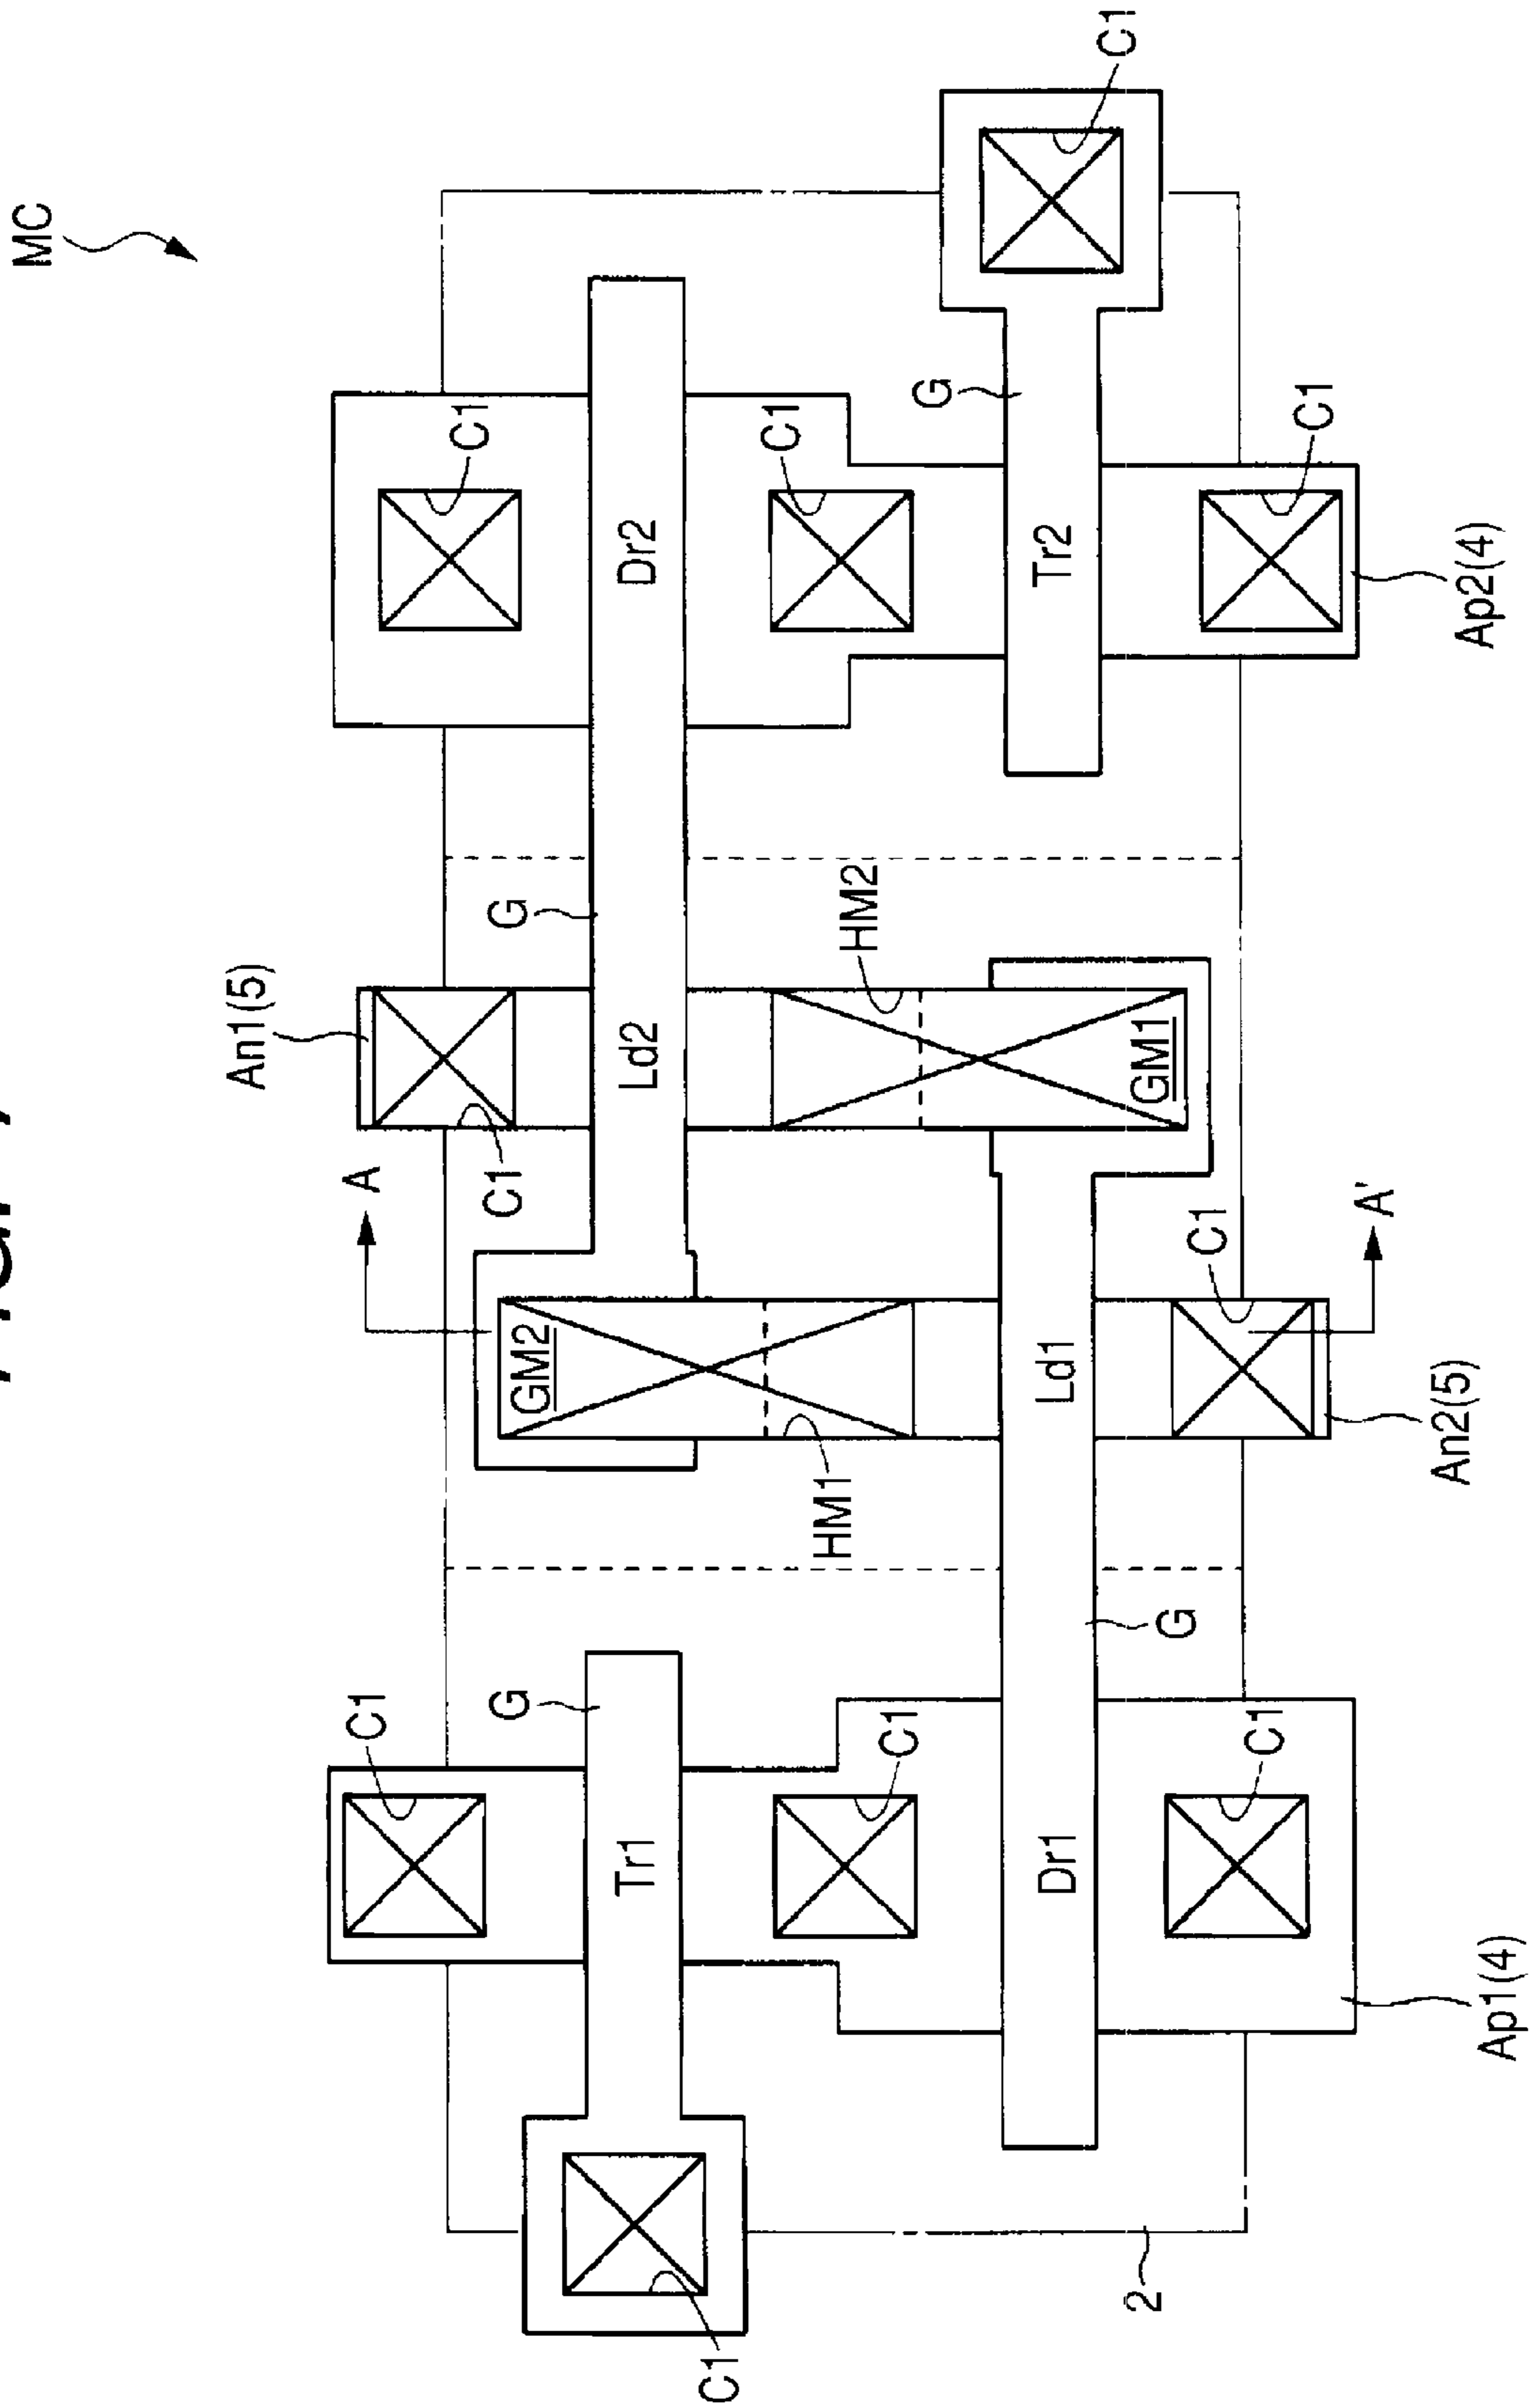 MC
An1(5)
C1
A
C1
G
C1
G
GM2
Tr1
Ld2
Dr2
C1
C1
HM1
HM2
C1
G
Dr1
Ld1
Tr2
C1
2
GM1
G
C1
C1
C1
A'
An2(5)
Ap2(4)
Ap1(4)